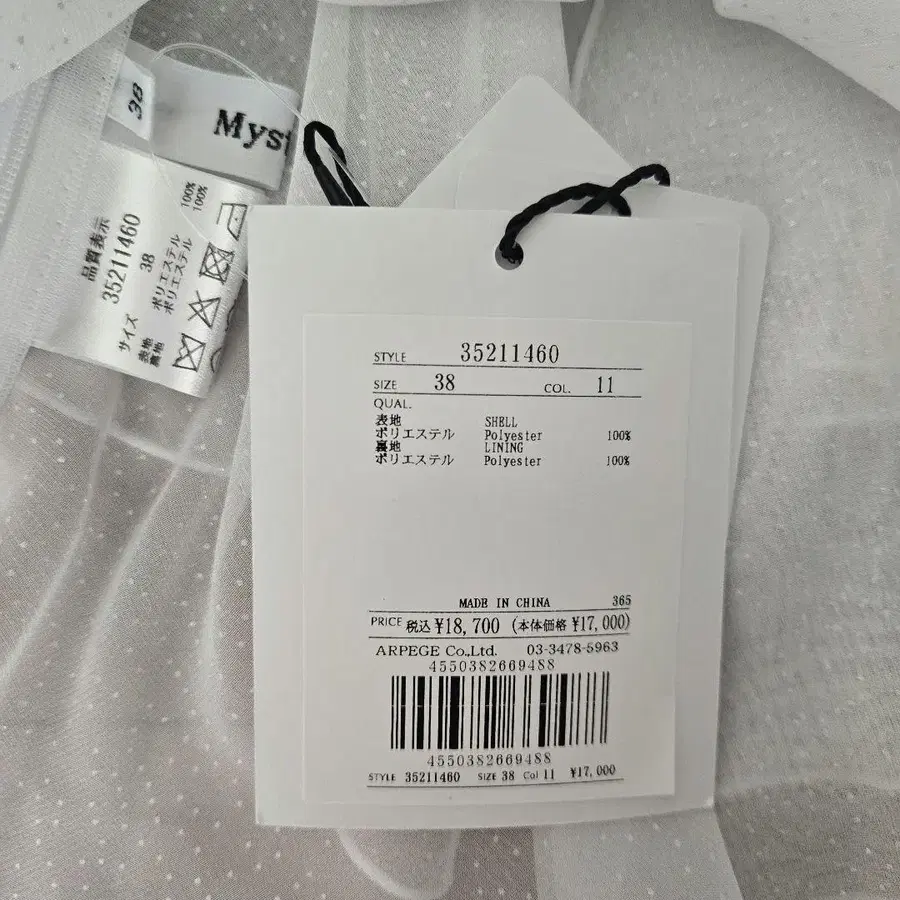 38
Myst
品質表示
35211460
サイズ 38
表地 ポリエステル 100%
裏地 ポリエステル 100%
STYLE 35211460
SIZE 38 COL. 11
QUAL.
表地 SHELL
ポリエステル Polyester 100%
裏地 LINING
ポリエステル Polyester 100%
MADE IN CHINA 365
PRICE 税込 ¥18,700 (本体価格 ¥17,000)
ARPEGE Co.,Ltd. 03-3478-5963
4550382669488
4550382669488
STYLE 35211460 SIZE 38 Col 11 ¥17,000